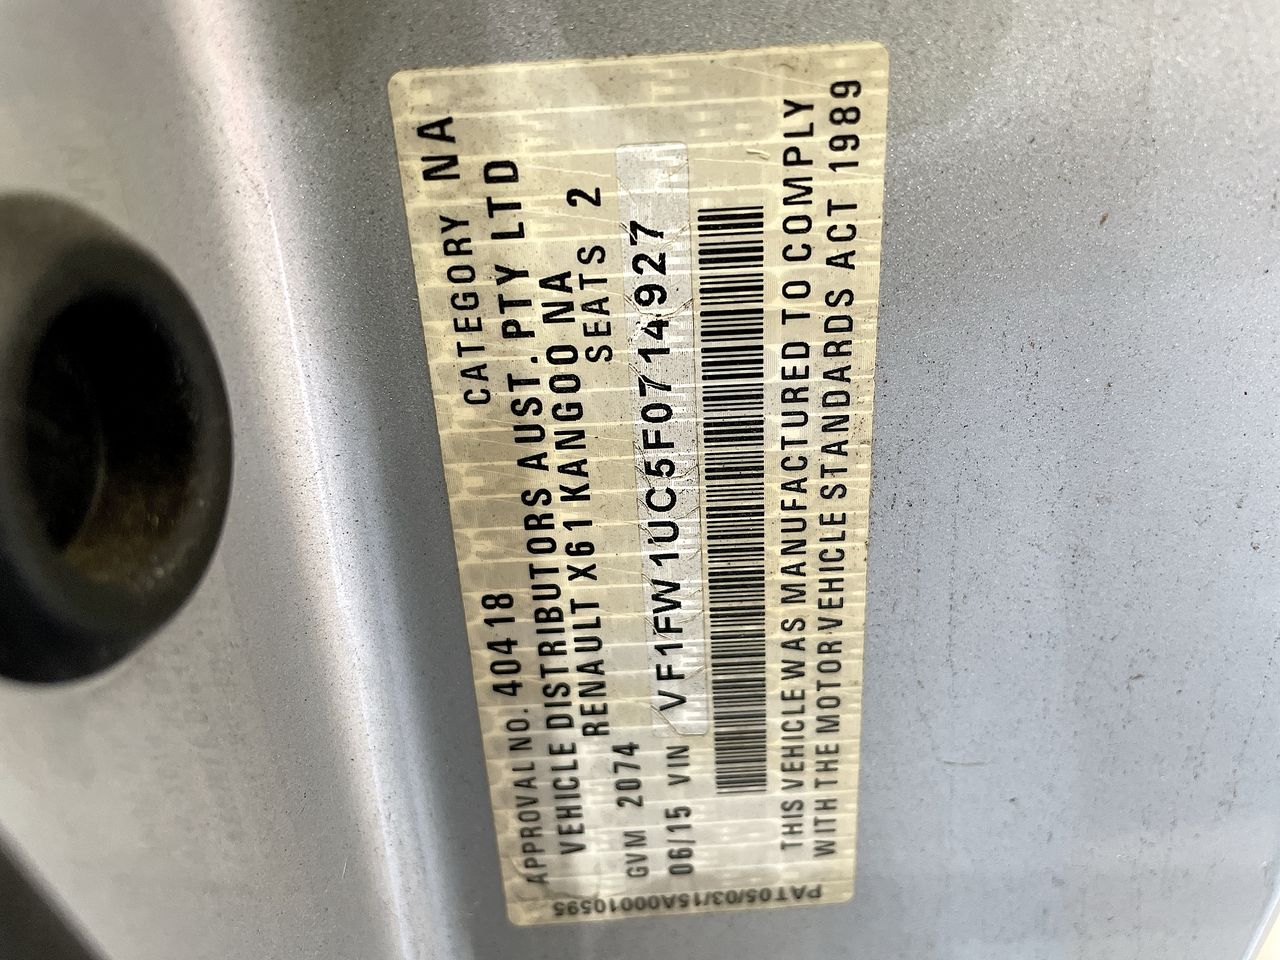 APPROVAL NO. 40418 CATEGORY NA
VEHICLE DISTRIBUTORS AUST. PTY LTD
RENAULT X61 KANGOO NA
GVM 2074 SEATS 2
06/15 VIN VF1FW1UC5F0714927
THIS VEHICLE WAS MANUFACTURED TO COMPLY
WITH THE MOTOR VEHICLE STANDARDS ACT 1989
PAT05/03/15A00010595